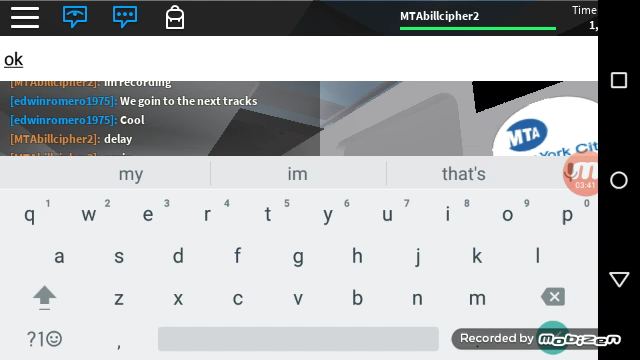 MTAbillcipher2
Time
1,
ok
[MTAbillcipher2]: im recording
[edwinromero1975]: We goin to the next tracks
[edwinromero1975]: Cool
[MTAbillcipher2]: delay
MTA
York Cit
my im that's
03:41
1 2 3 4 5 6 7 8 9 0
q w e r t y u i o p
a s d f g h j k l
z x c v b n m
?1☺ ,
Recorded by mobizen